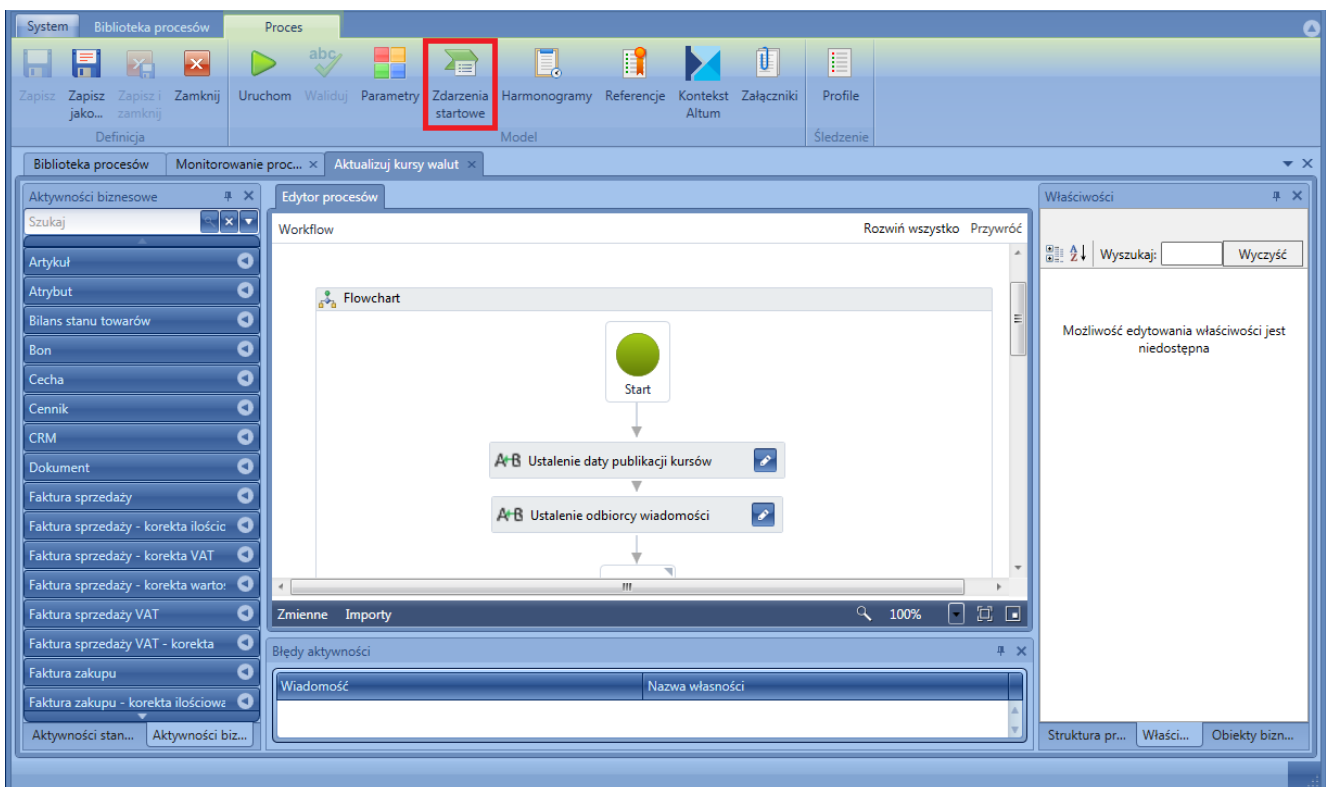 System Biblioteka procesów Proces
Zapisz Zapisz jako... Zapisz i zamknij Zamknij Uruchom Waliduj Parametry Zdarzenia startowe Harmonogramy Referencje Kontekst Altum Załączniki Profile
Definicja Model Śledzenie
Biblioteka procesów Monitorowanie proc... Aktualizuj kursy walut
Aktywności biznesowe
Szukaj
Artykuł
Atrybut
Bilans stanu towarów
Bon
Cecha
Cennik
CRM
Dokument
Faktura sprzedaży
Faktura sprzedaży - korekta ilośc
Faktura sprzedaży - korekta VAT
Faktura sprzedaży - korekta warto
Faktura sprzedaży VAT
Faktura sprzedaży VAT - korekta
Faktura zakupu
Faktura zakupu - korekta ilościowa
Aktywności stan... Aktywności biz...
Edytor procesów
Workflow Rozwiń wszystko Przywróć
Flowchart
Start
A+B Ustalenie daty publikacji kursów
A+B Ustalenie odbiorcy wiadomości
Zmienne Importy 100%
Błędy aktywności
Wiadomość Nazwa własności
Właściwości
Wyszukaj: Wyczyść
Możliwość edytowania właściwości jest
niedostępna
Struktura pr... Właści... Obiekty bizn...